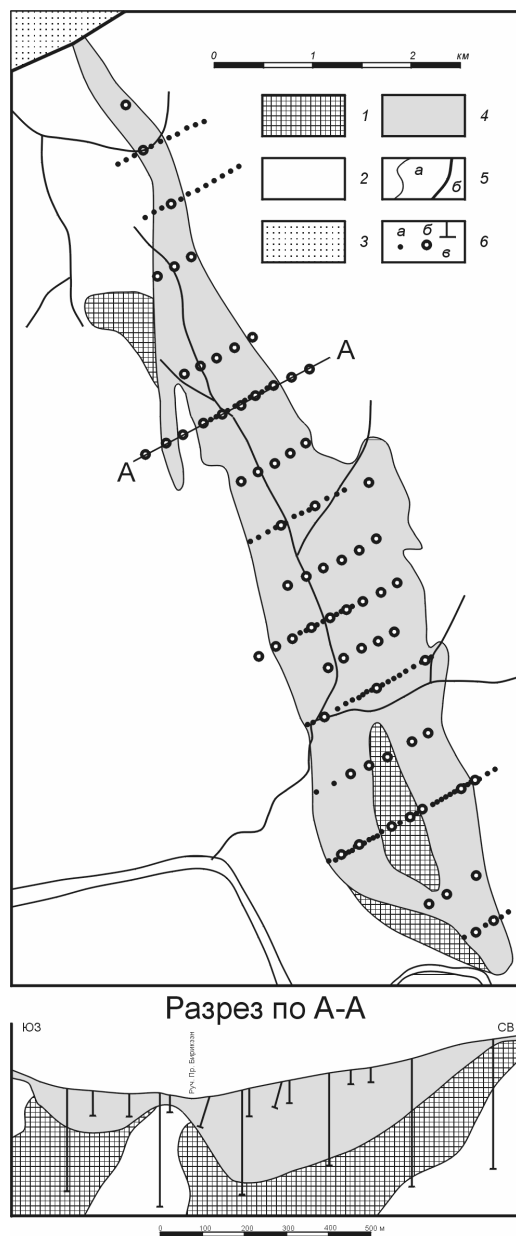 0 1 2 км
1 4
2 а б 5
3 а б в 6
А
А
Разрез по А-А
ЮЗ СВ
Руч. Пр. Бирикээн
0 100 200 300 400 500 м